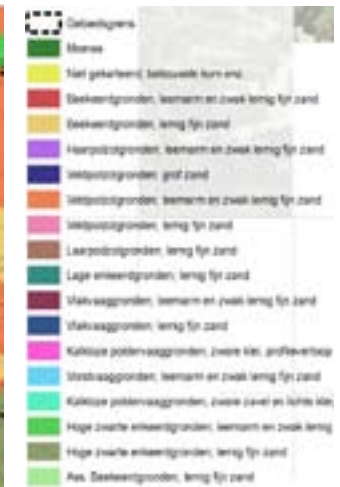 Gebiedsgrens
Moeras
Niet gekarteerd, bebouwde kom enz.
Beekeerdgronden, leemarm en zwak lemig fijn zand
Beekeerdgronden, lemig fijn zand
Haarpodzolgronden, leemarm en zwak lemig fijn zand
Veldpodzolgronden, grof zand
Veldpodzolgronden, leemarm en zwak lemig fijn zand
Veldpodzolgronden, lemig fijn zand
Laarpodzolgronden, lemig fijn zand
Lage enkeerdgronden, lemig fijn zand
Vlakvaaggronden, leemarm en zwak lemig fijn zand
Vlakvaaggronden, lemig fijn zand
Kalkloze poldervaaggronden, zware klei, profielverloop
Vorstvaaggronden, leemarm en zwak lemig fijn zand
Kalkloze poldervaaggronden, zware zavel en lichte klei,
Hoge zwarte enkeerdgronden, leemarm en zwak lemig
Hoge zwarte enkeerdgronden, lemig fijn zand
Ass. Beekeerdgronden, lemig fijn zand